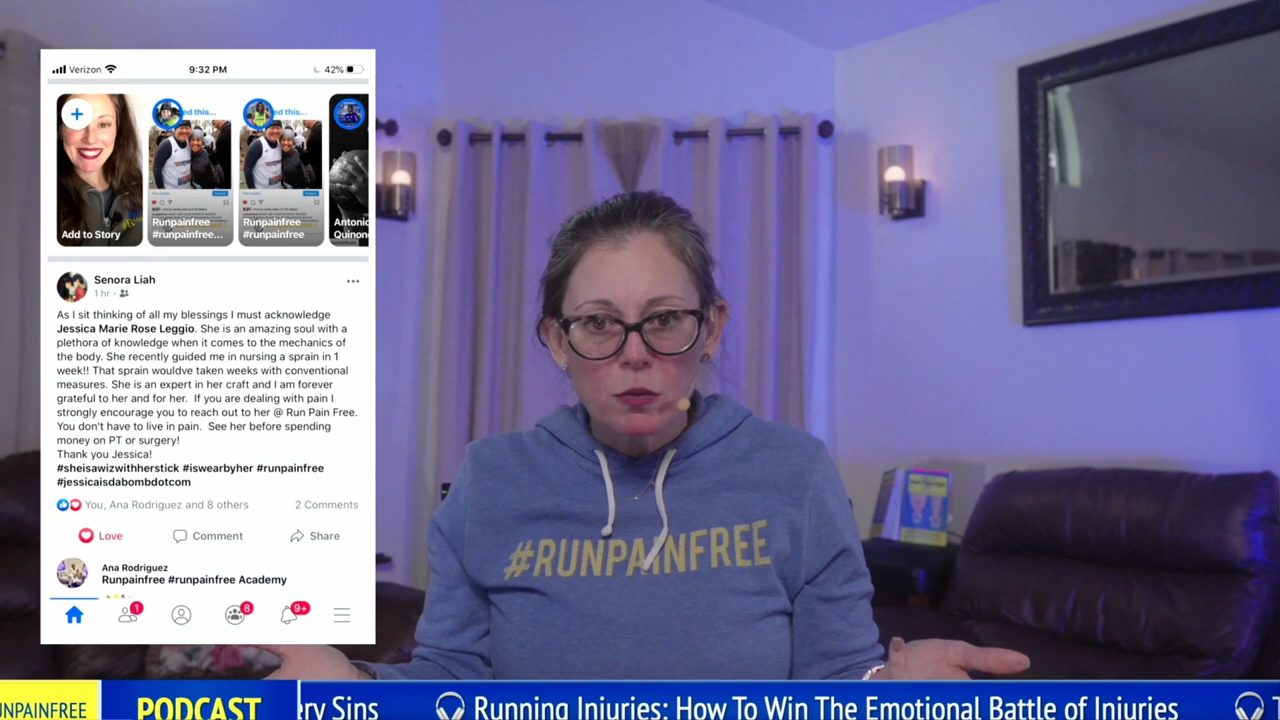 Verizon 9:32 PM 42%
ed this...
Add to Story
Runpainfree
#runpainfree...
Runpainfree
#runpainfree
Antonio
Quinon
Senora Liah
1 hr
As I sit thinking of all my blessings I must acknowledge
Jessica Marie Rose Leggio. She is an amazing soul with a
plethora of knowledge when it comes to the mechanics of
the body. She recently guided me in nursing a sprain in 1
week!! That sprain wouldve taken weeks with conventional
measures. She is an expert in her craft and I am forever
grateful to her and for her. If you are dealing with pain I
strongly encourage you to reach out to her @ Run Pain Free.
You don't have to live in pain. See her before spending
money on PT or surgery!
Thank you Jessica!
#sheisawizwithherstick #iswearbyher #runpainfree
#jessicaisdabombdotcom
You, Ana Rodriguez and 8 others 2 Comments
Love Comment Share
Ana Rodriguez
Runpainfree #runpainfree Academy
1 8 9+
#RUNPAINFREE
UNPAINFREE PODCAST ery Sins Running Injuries: How To Win The Emotional Battle of Injuries